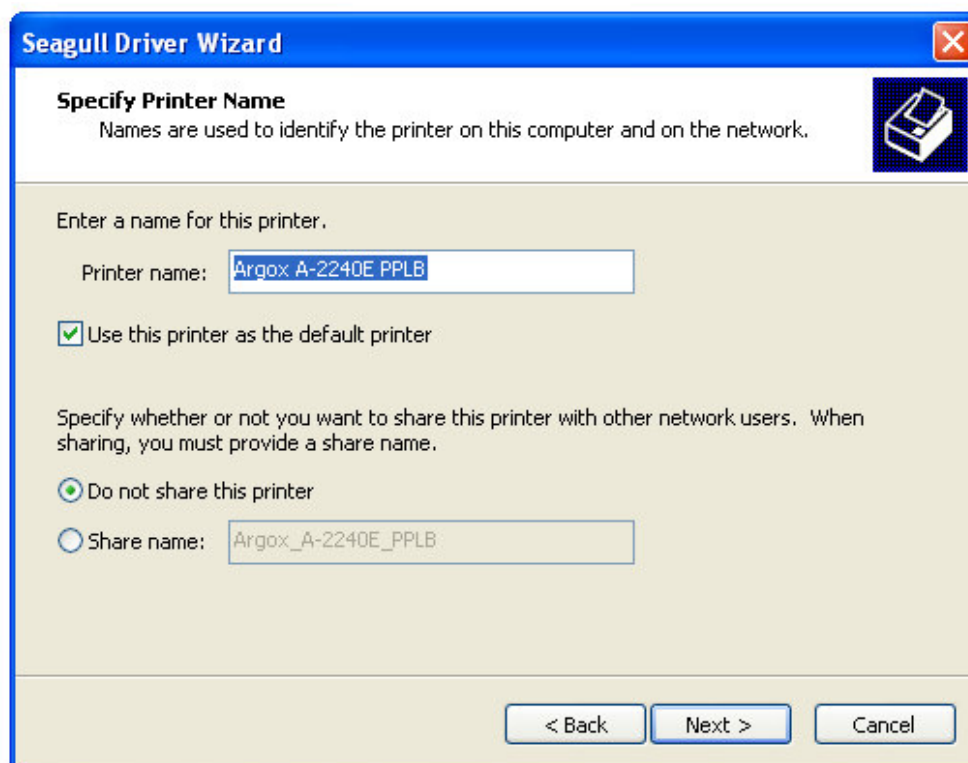 Seagull Driver Wizard
Specify Printer Name
Names are used to identify the printer on this computer and on the network.
Enter a name for this printer.
Printer name: Argox A-2240E PPLB
Use this printer as the default printer
Specify whether or not you want to share this printer with other network users. When
sharing, you must provide a share name.
Do not share this printer
Share name: Argox_A-2240E_PPLB
< Back Next > Cancel